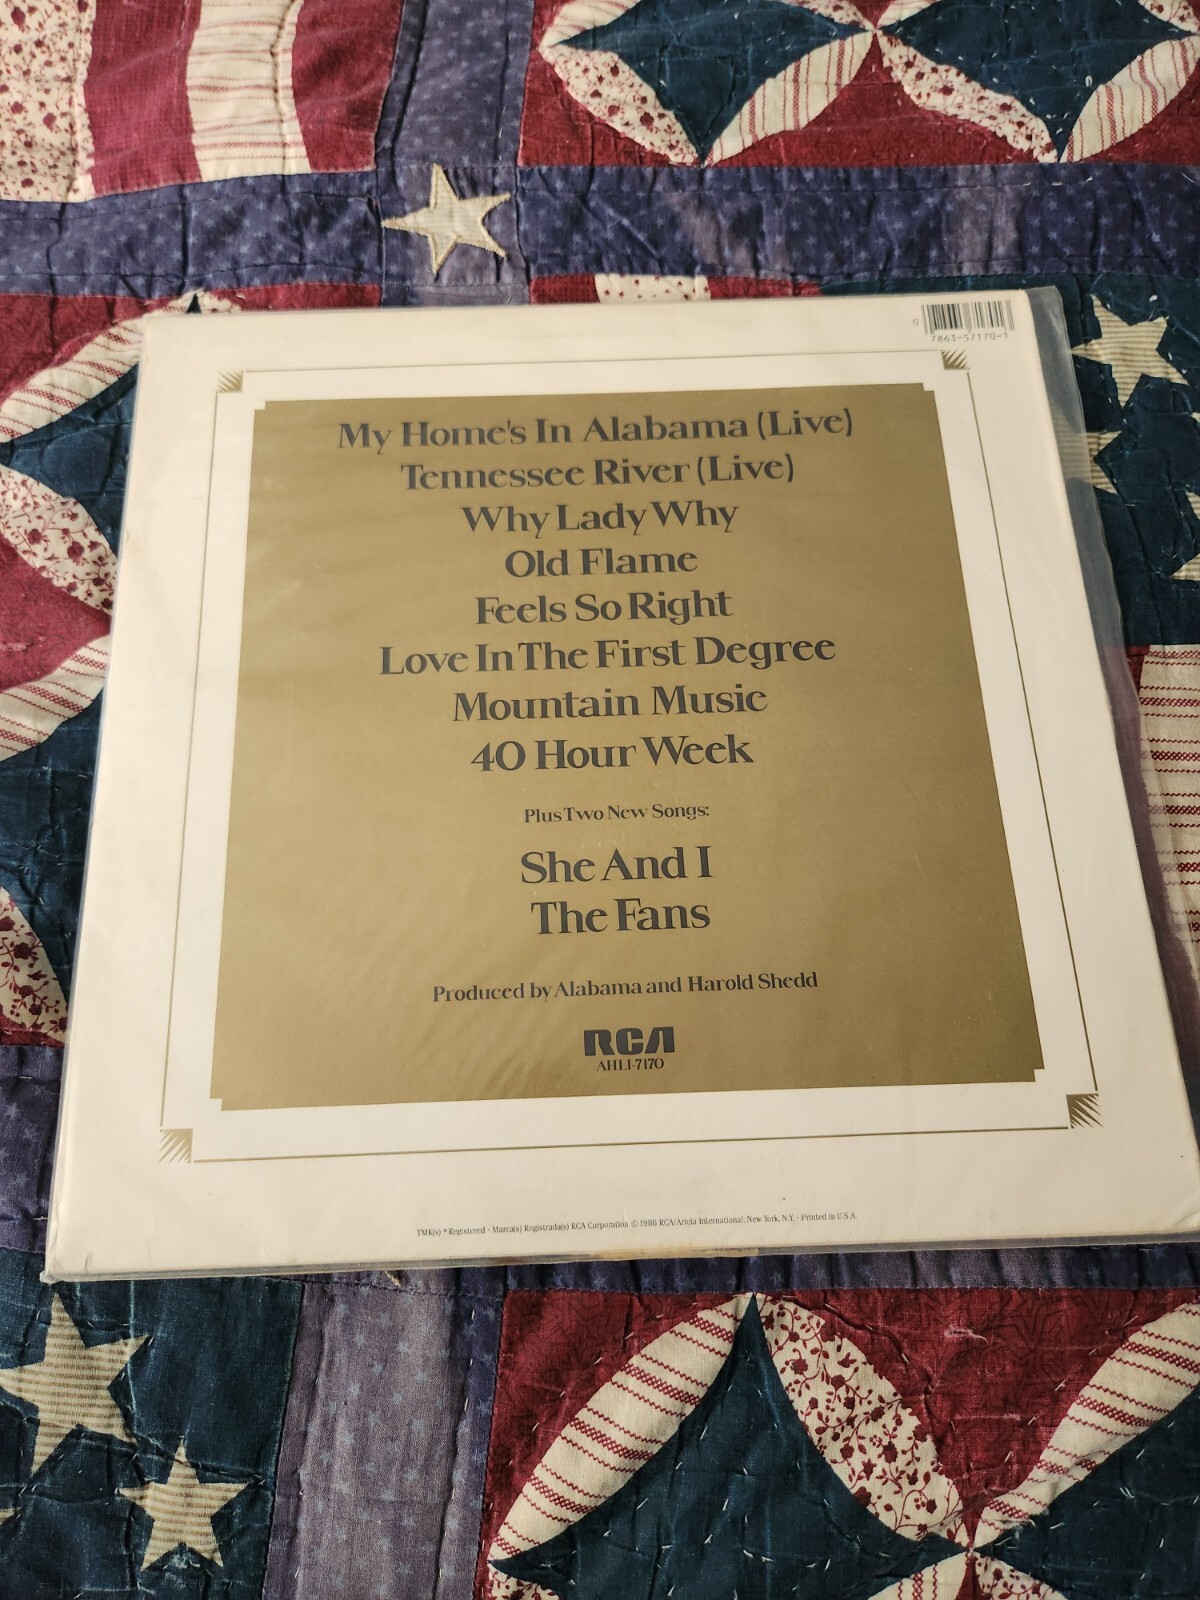 0 7863-57170-1
My Home's In Alabama (Live)
Tennessee River (Live)
Why Lady Why
Old Flame
Feels So Right
Love In The First Degree
Mountain Music
40 Hour Week
Plus Two New Songs:
She And I
The Fans
Produced by Alabama and Harold Shedd
RCA
AHL1-7170
TMK(s) ® Registered • Marca(s) Registrada(s) RCA Corporation © 1986 RCA/Ariola International, New York, N.Y. • Printed in U.S.A.